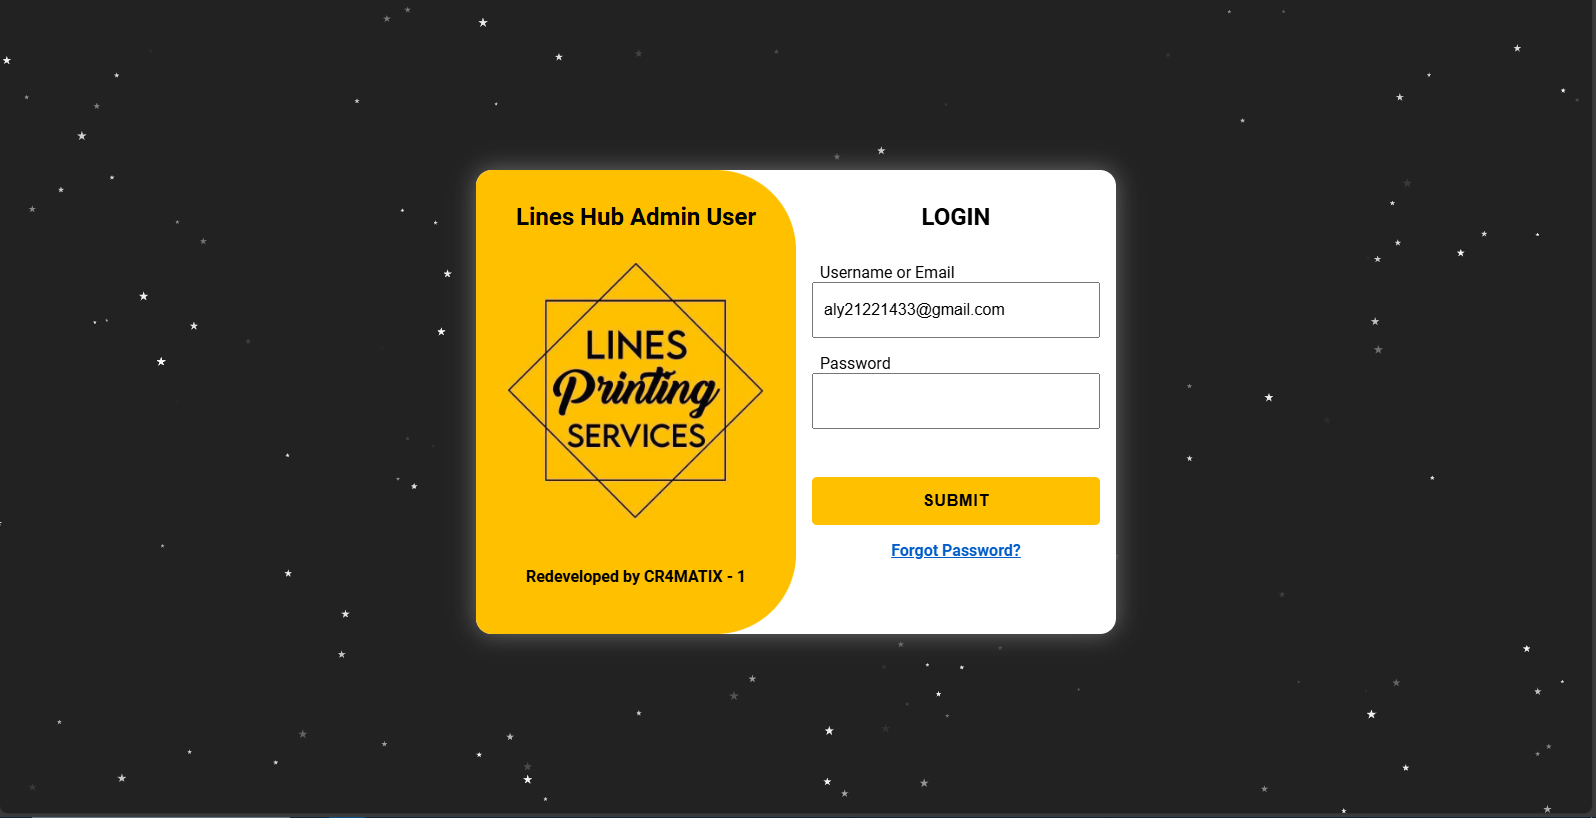 Lines Hub Admin User
LINES
Printing
SERVICES
Redeveloped by CR4MATIX - 1
LOGIN
Username or Email
aly21221433@gmail.com
Password
SUBMIT
Forgot Password?